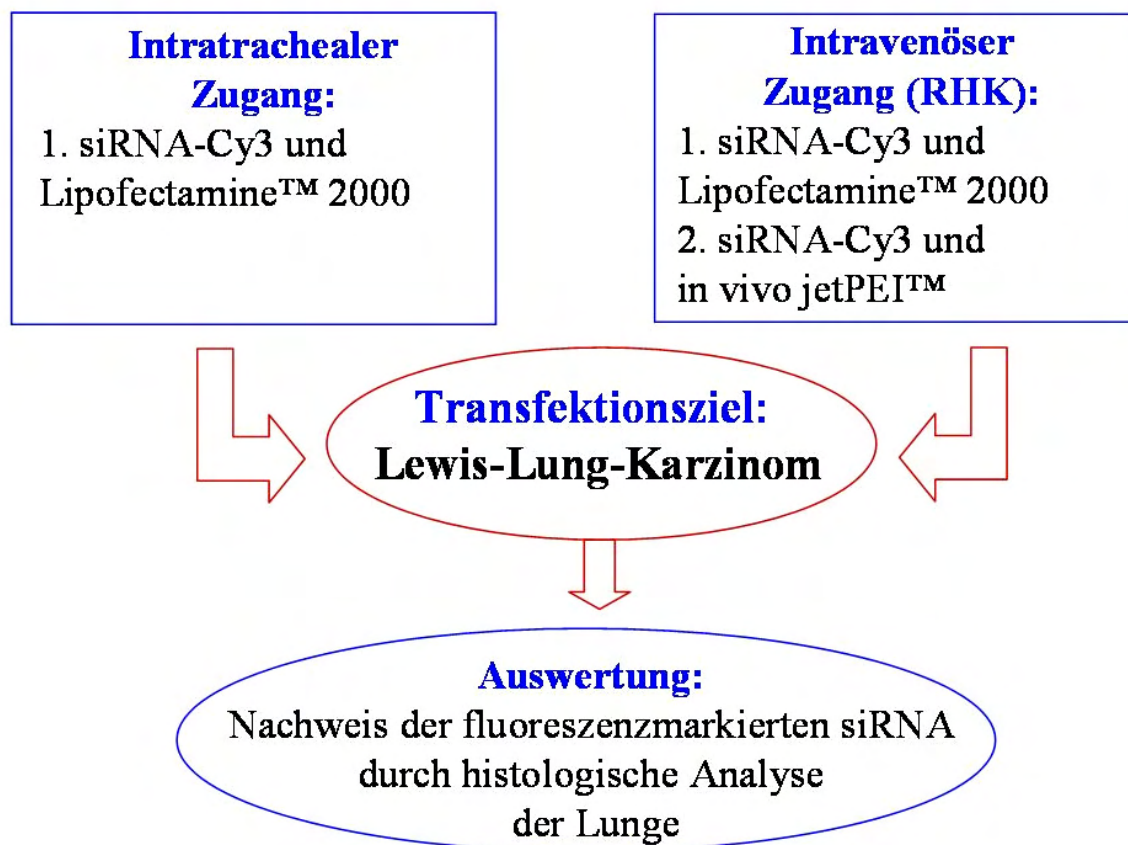 Intratrachealer
Zugang:
1. siRNA-Cy3 und
Lipofectamine™ 2000
Intravenöser
Zugang (RHK):
1. siRNA-Cy3 und
Lipofectamine™ 2000
2. siRNA-Cy3 und
in vivo jetPEI™
Transfektionsziel:
Lewis-Lung-Karzinom
Auswertung:
Nachweis der fluoreszenzmarkierten siRNA
durch histologische Analyse
der Lunge